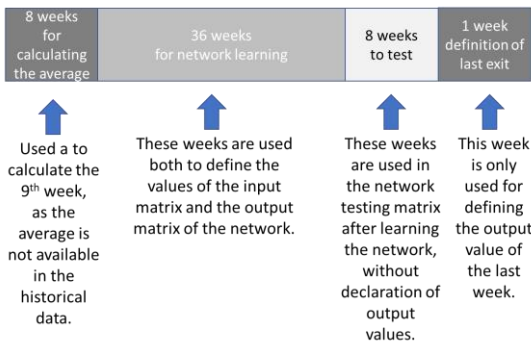 8 weeks
for
calculating
the average
36 weeks
for network learning
8 weeks
to test
1 week
definition of
last exit
Used a to
calculate the
9th week,
as the
average is
not available
in the
historical
data.
These weeks are used
both to define the
values of the input
matrix and the output
matrix of the network.
These
weeks are
used in
the network
testing matrix
after learning
the network,
without
declaration of
output
values.
This week
is only
used for
defining
the output
value of
the last
week.